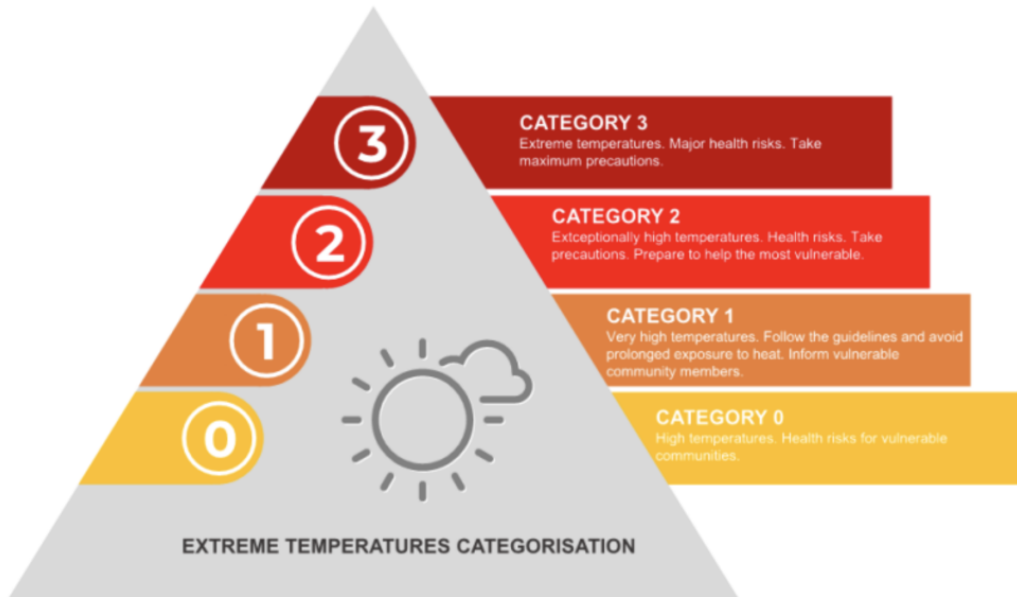 3
CATEGORY 3
Extreme temperatures. Major health risks. Take
maximum precautions.
2
CATEGORY 2
Extceptionally high temperatures. Health risks. Take
precautions. Prepare to help the most vulnerable.
1
CATEGORY 1
Very high temperatures. Follow the guidelines and avoid
prolonged exposure to heat. Inform vulnerable
community members.
0
CATEGORY 0
High temperatures. Health risks for vulnerable
communities.
EXTREME TEMPERATURES CATEGORISATION